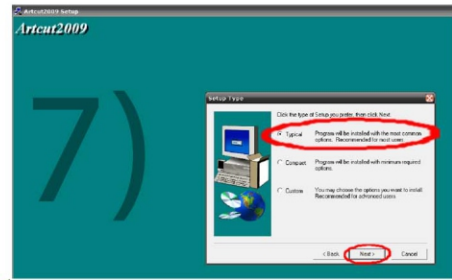 Artcut2009 Setup
Artcut2009
7)
Setup Type
Click the type of Setup you prefer, then click Next.
Typical Program will be installed with the most common
options. Recommended for most users.
Compact Program will be installed with minimum required
options.
Custom You may choose the options you want to install.
Recommended for advanced users.
< Back Next > Cancel